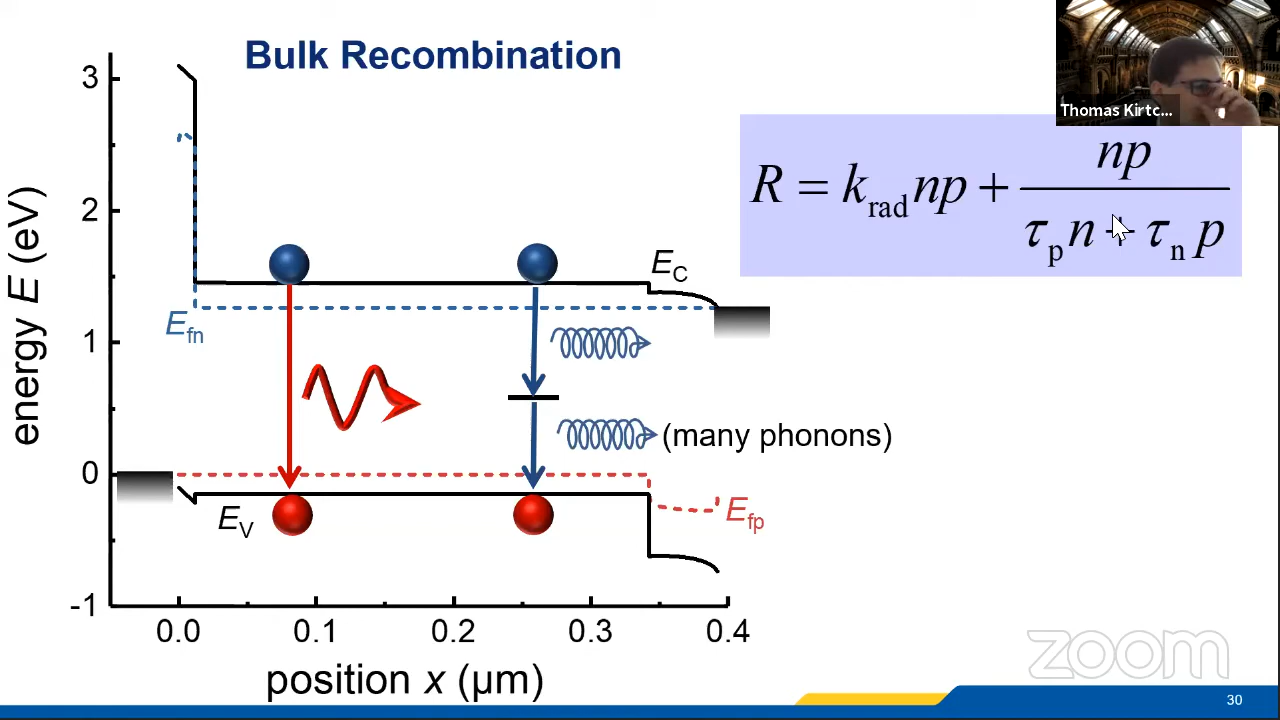 Bulk Recombination
Thomas Kirtc...
R = k_rad np + np / (τ_p n + τ_n p)
energy E (eV)
3
2
1
0
-1
E_C
E_fn
(many phonons)
E_V
E_fp
0.0 0.1 0.2 0.3 0.4
position x (μm)
zoom
30